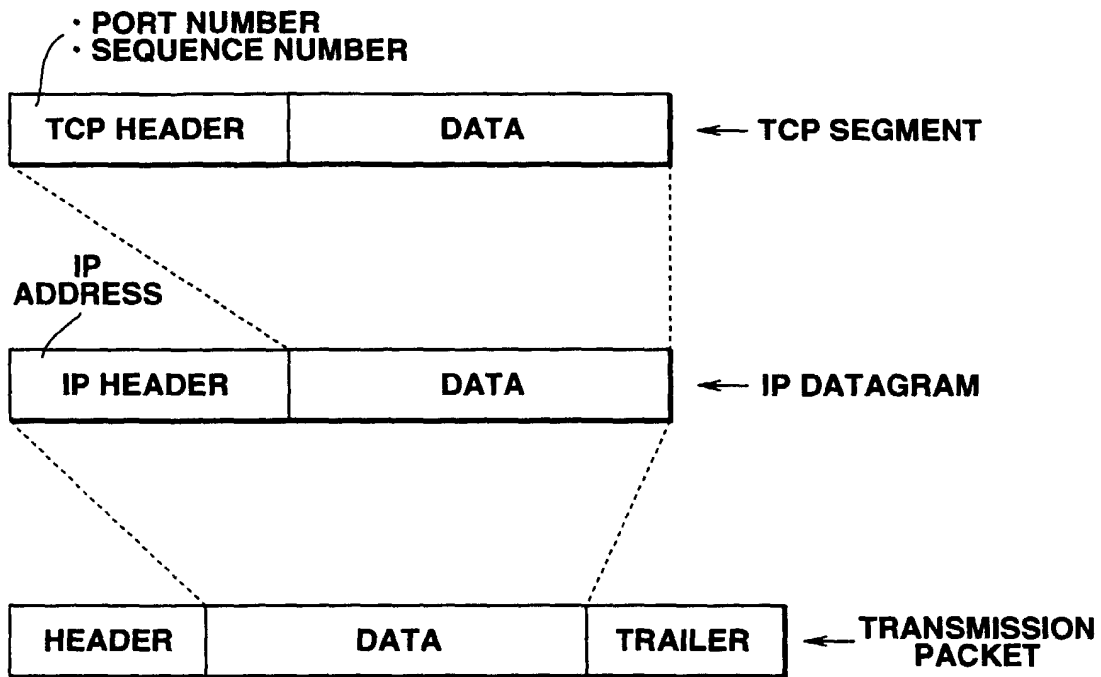 · PORT NUMBER
· SEQUENCE NUMBER
TCP HEADER DATA ← TCP SEGMENT
IP
ADDRESS
IP HEADER DATA ← IP DATAGRAM
HEADER DATA TRAILER ← TRANSMISSION
PACKET